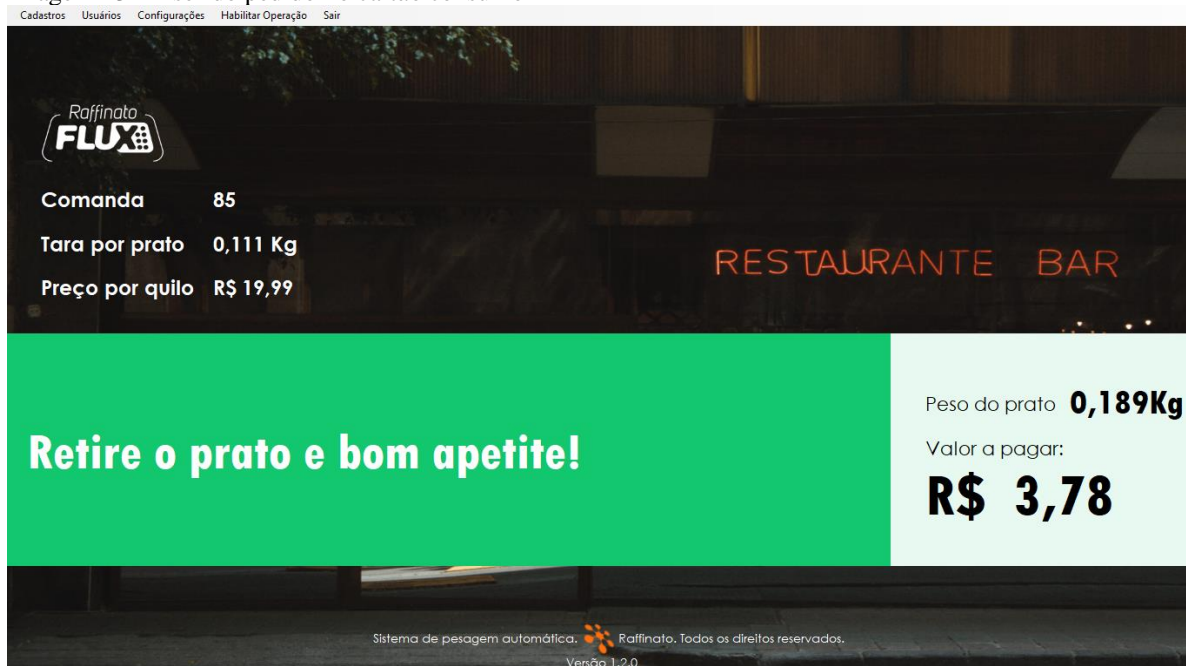 Cadastros Usuários Configurações Habilitar Operação Sair
Raffinato
FLUX
Comanda 85
Tara por prato 0,111 Kg
Preço por quilo R$ 19,99
RESTAURANTE BAR
Retire o prato e bom apetite!
Peso do prato 0,189Kg
Valor a pagar:
R$ 3,78
Sistema de pesagem automática. Raffinato. Todos os direitos reservados.
Versão 1.2.0